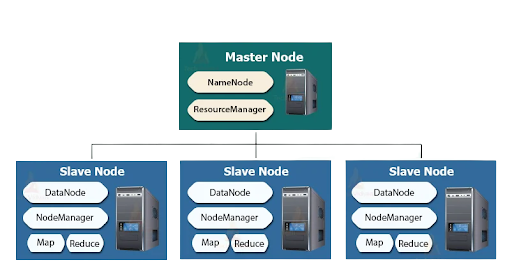 Master Node
NameNode
ResourceManager
Slave Node
DataNode
NodeManager
Map Reduce
Slave Node
DataNode
NodeManager
Map Reduce
Slave Node
DataNode
NodeManager
Map Reduce